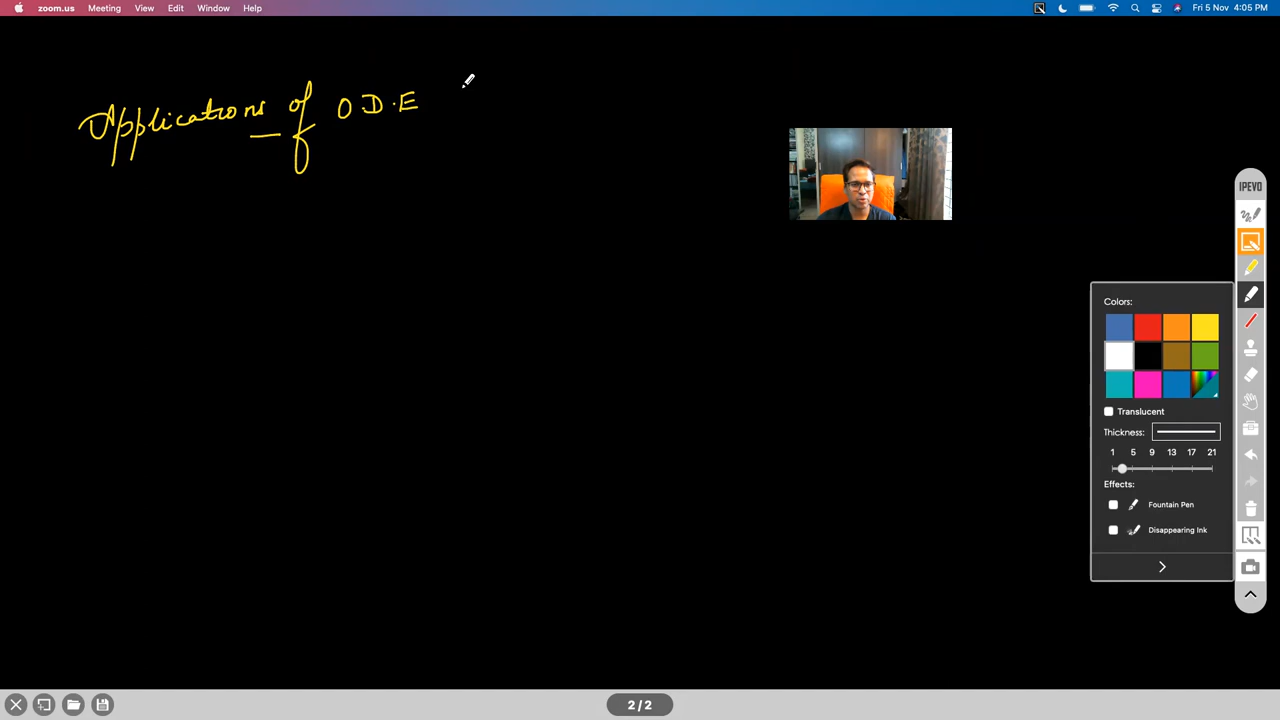 zoom.us Meeting View Edit Window Help Fri 5 Nov 4:05 PM
Applications of O D.E
IPEVO
Colors:
Translucent
Thickness:
1 5 9 13 17 21
Effects:
Fountain Pen
Disappearing Ink
2/2